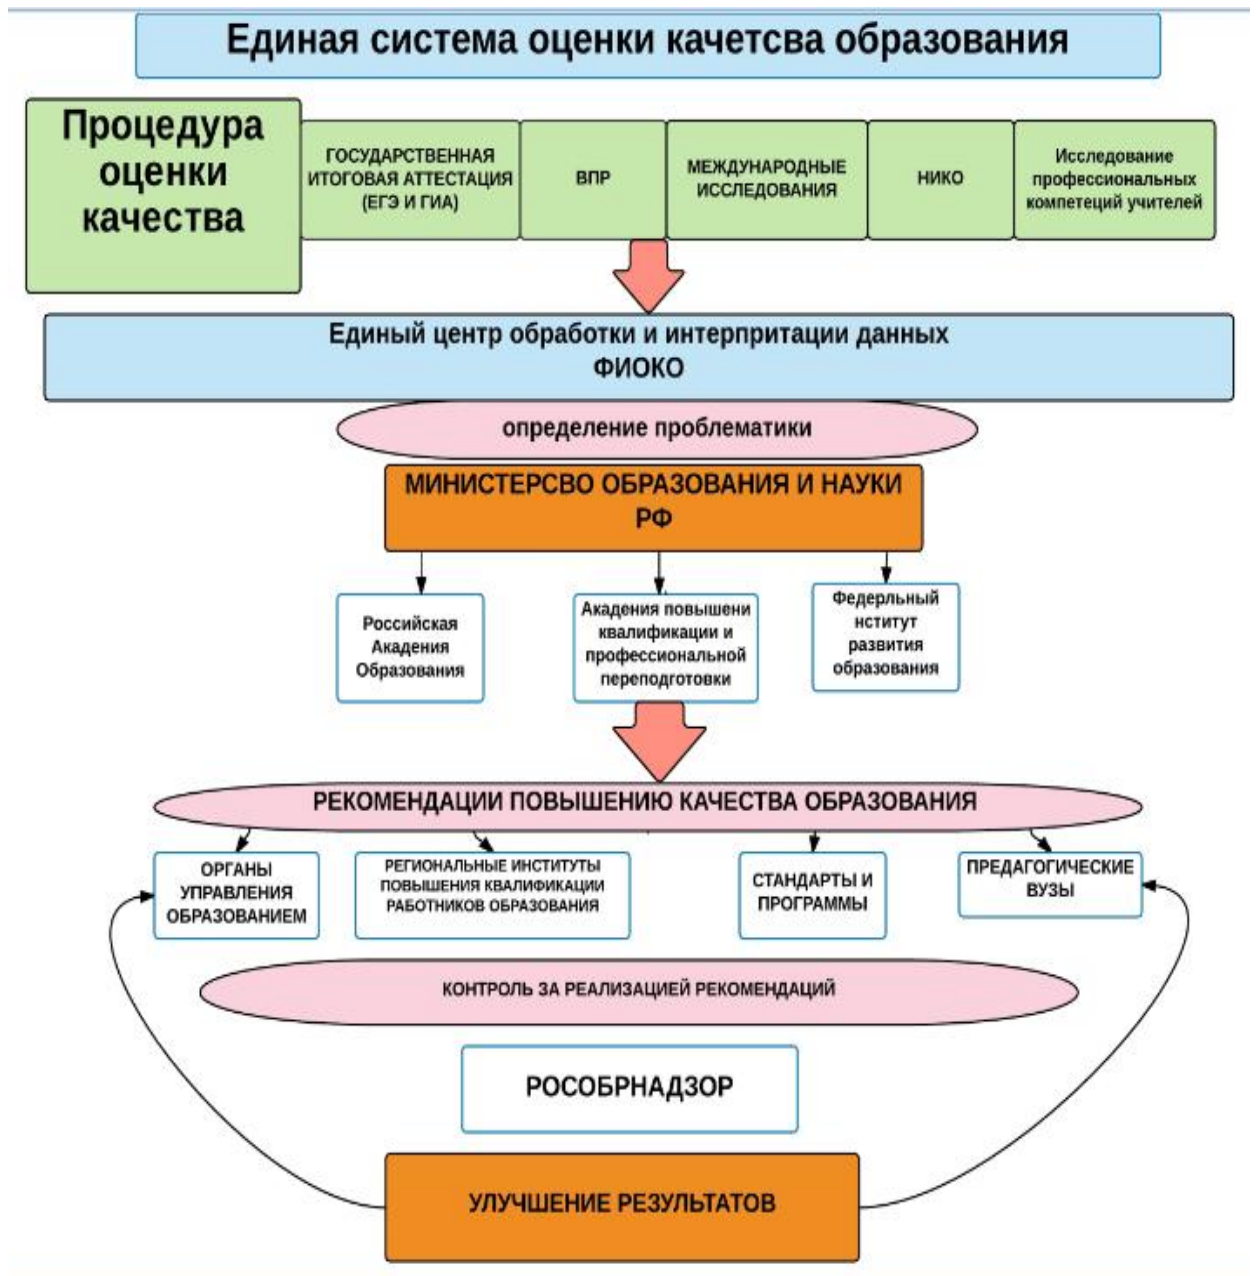 Единая система оценки качетсва образования
Процедура
оценки
качества
ГОСУДАРСТВЕННАЯ
ИТОГОВАЯ АТТЕСТАЦИЯ
(ЕГЭ И ГИА)
ВПР
МЕЖДУНАРОДНЫЕ
ИССЛЕДОВАНИЯ
НИКО
Исследование
профессиональных
компетеций учителей
Единый центр обработки и интерпритации данных
ФИОКО
определение проблематики
МИНИСТЕРСВО ОБРАЗОВАНИЯ И НАУКИ
РФ
Российская
Акадения
Образования
Акадения повышени
квалификации и
профессиональной
переподготовки
Федерльный
нститут
развития
образования
РЕКОМЕНДАЦИИ ПОВЫШЕНИЮ КАЧЕСТВА ОБРАЗОВАНИЯ
ОРГАНЫ
УПРАВЛЕНИЯ
ОБРАЗОВАНИЕМ
РЕГИОНАЛЬНЫЕ ИНСТИТУТЫ
ПОВЫШЕНИЯ КВАЛИФИКАЦИИ
РАБОТНИКОВ ОБРАЗОВАНИЯ
СТАНДАРТЫ И
ПРОГРАММЫ
ПРЕДАГОГИЧЕСКИЕ
ВУЗЫ
КОНТРОЛЬ ЗА РЕАЛИЗАЦИЕЙ РЕКОМЕНДАЦИЙ
РОСОБРНАДЗОР
УЛУЧШЕНИЕ РЕЗУЛЬТАТОВ